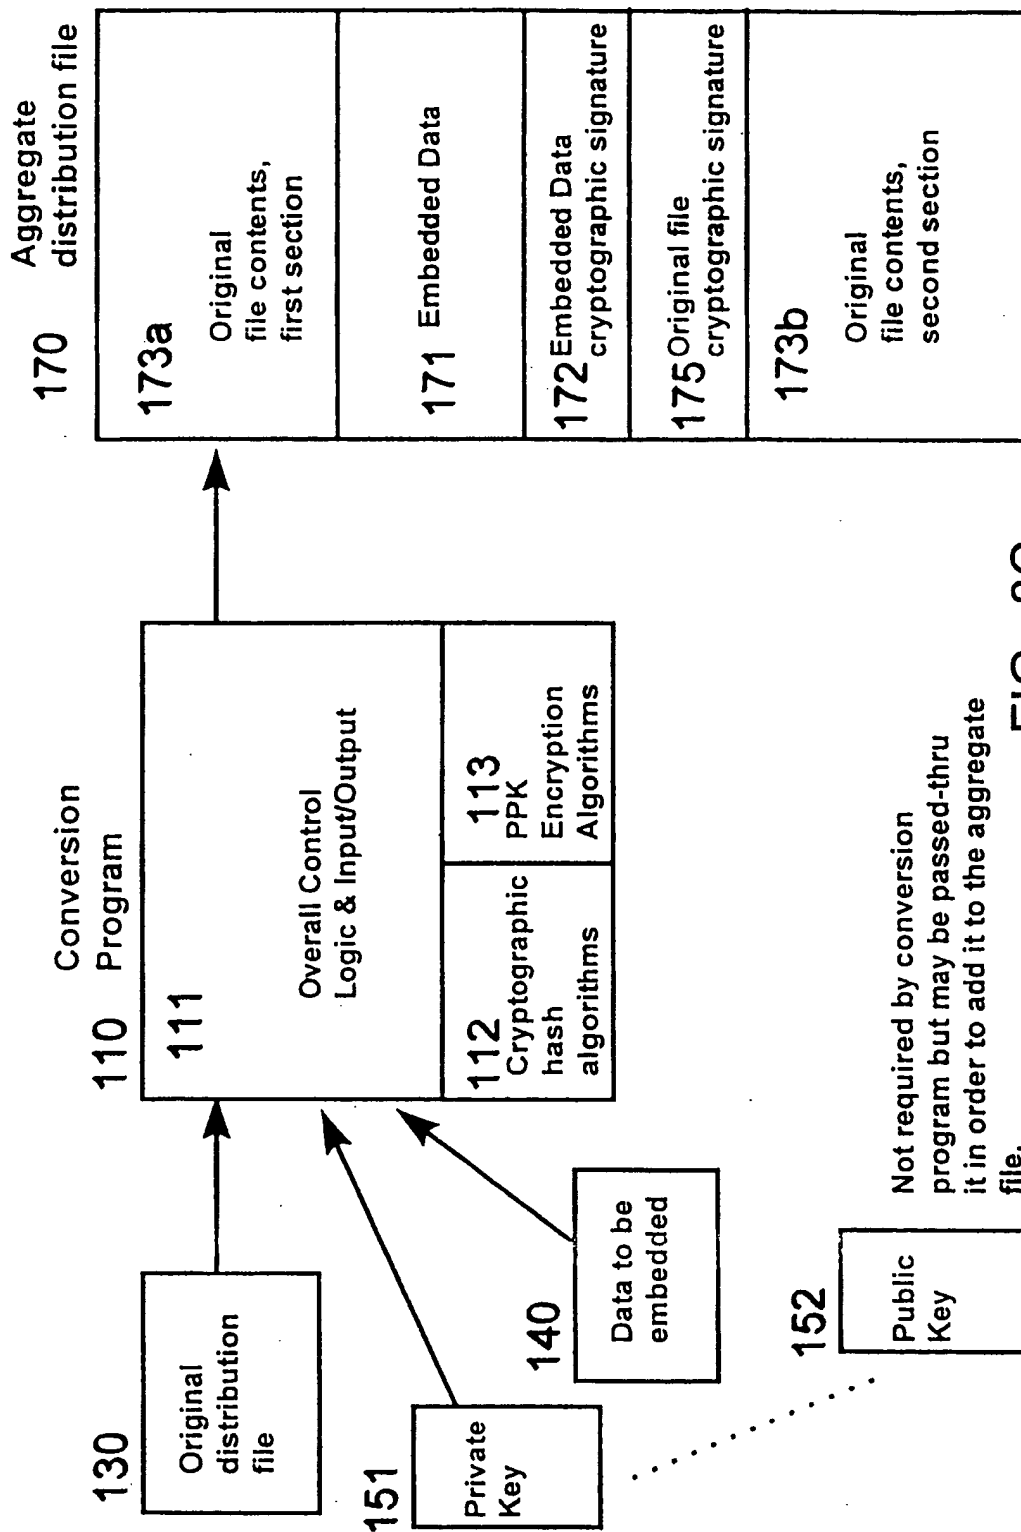 130
Original
distribution
file
151
Private
Key
140
Data to be
embedded
152
Public
Key
Not required by conversion
program but may be passed-thru
it in order to add it to the aggregate
file.
Conversion
110 Program
111
Overall Control
Logic & Input/Output
112
Cryptographic
hash
algorithms
113
PPK
Encryption
Algorithms
Aggregate
170 distribution file
173a
Original
file contents,
first section
171 Embedded Data
172 Embedded Data
cryptographic signature
175 Original file
cryptographic signature
173b
Original
file contents,
second section